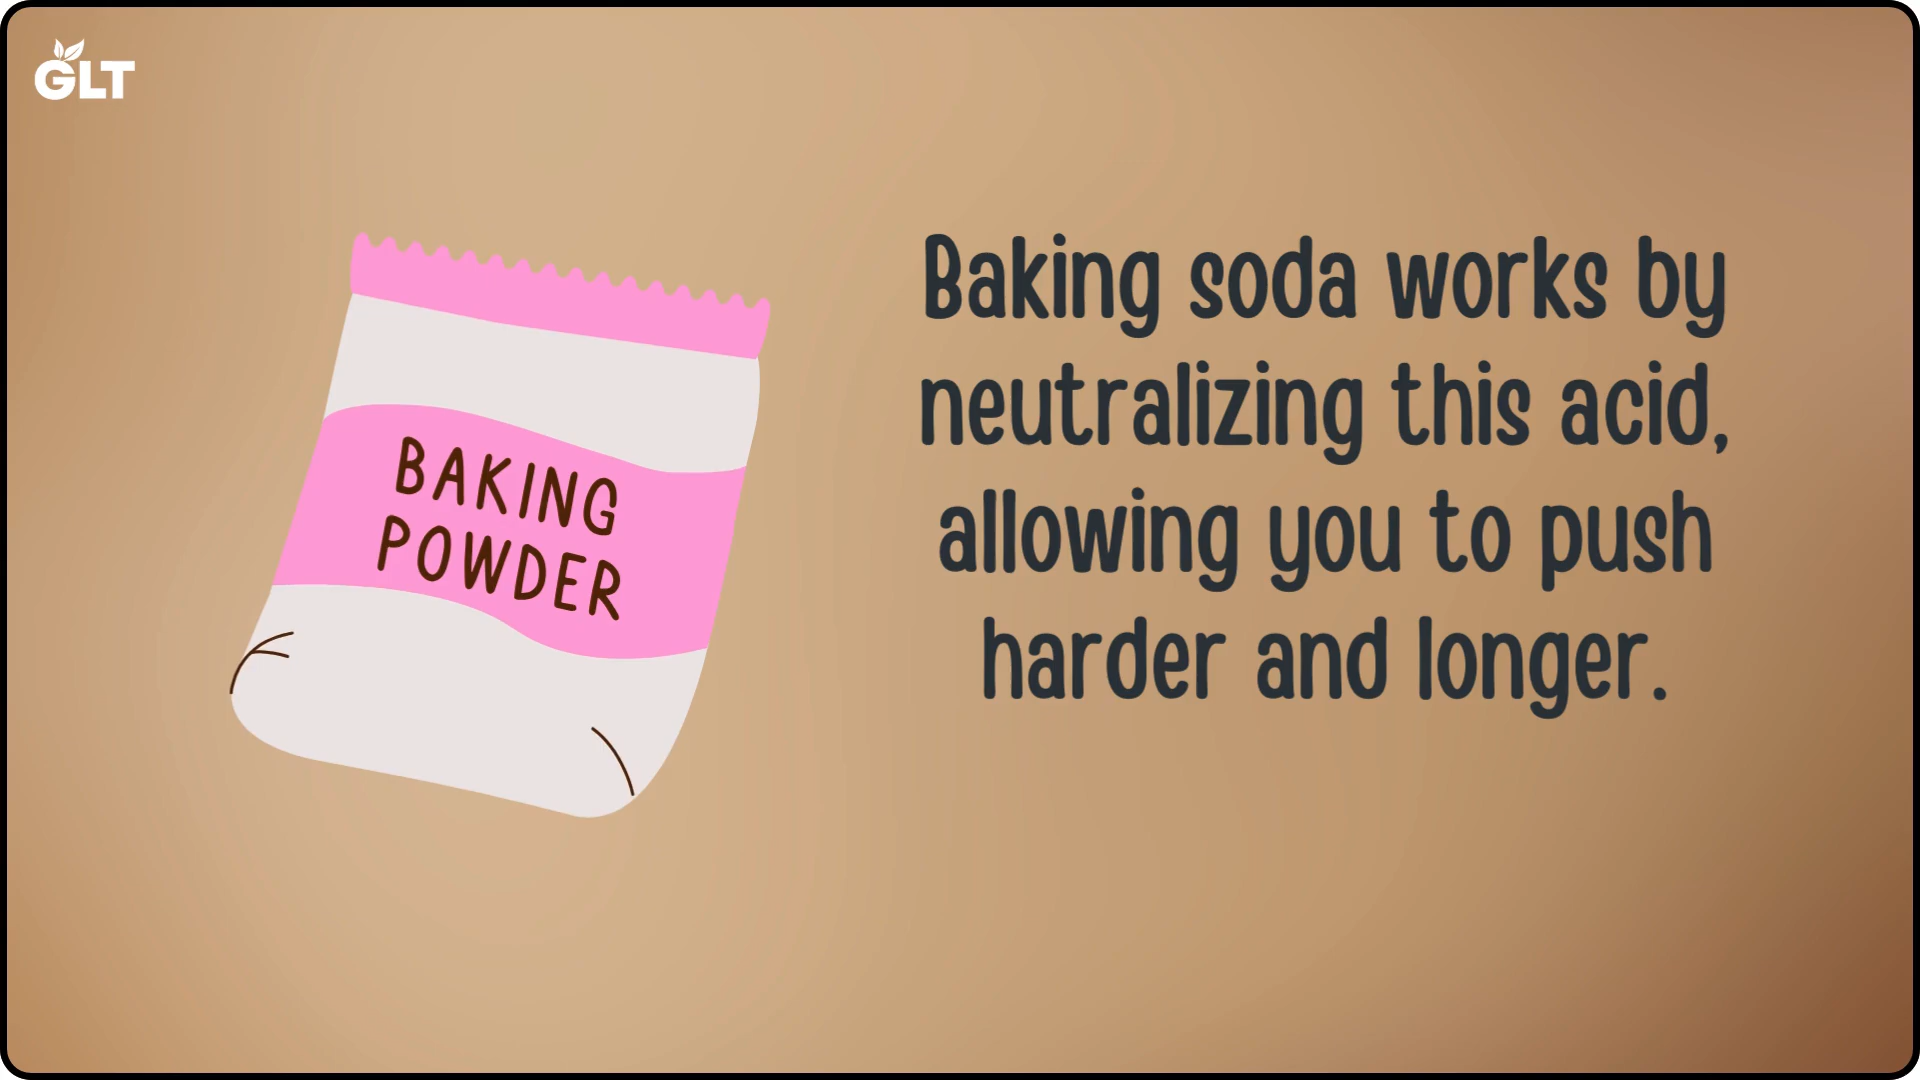 GLT
BAKING
POWDER
Baking soda works by
neutralizing this acid,
allowing you to push
harder and longer.